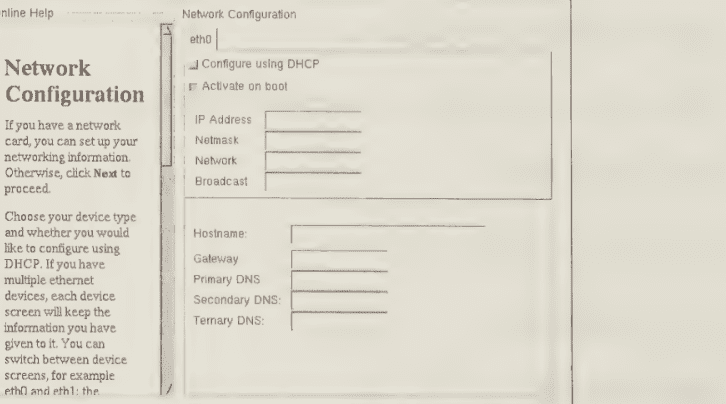 nline Help
Network
Configuration
If you have a network
card, you can set up your
networking information.
Otherwise, click Next to
proceed.
Choose your device type
and whether you would
like to configure using
DHCP. If you have
multiple ethernet
devices, each device
screen will keep the
information you have
given to it. You can
switch between device
screens, for example
eth0 and eth1; the
Network Configuration
eth0
Configure using DHCP
Activate on boot
IP Address
Netmask
Network
Broadcast
Hostname:
Gateway
Primary DNS
Secondary DNS:
Ternary DNS: